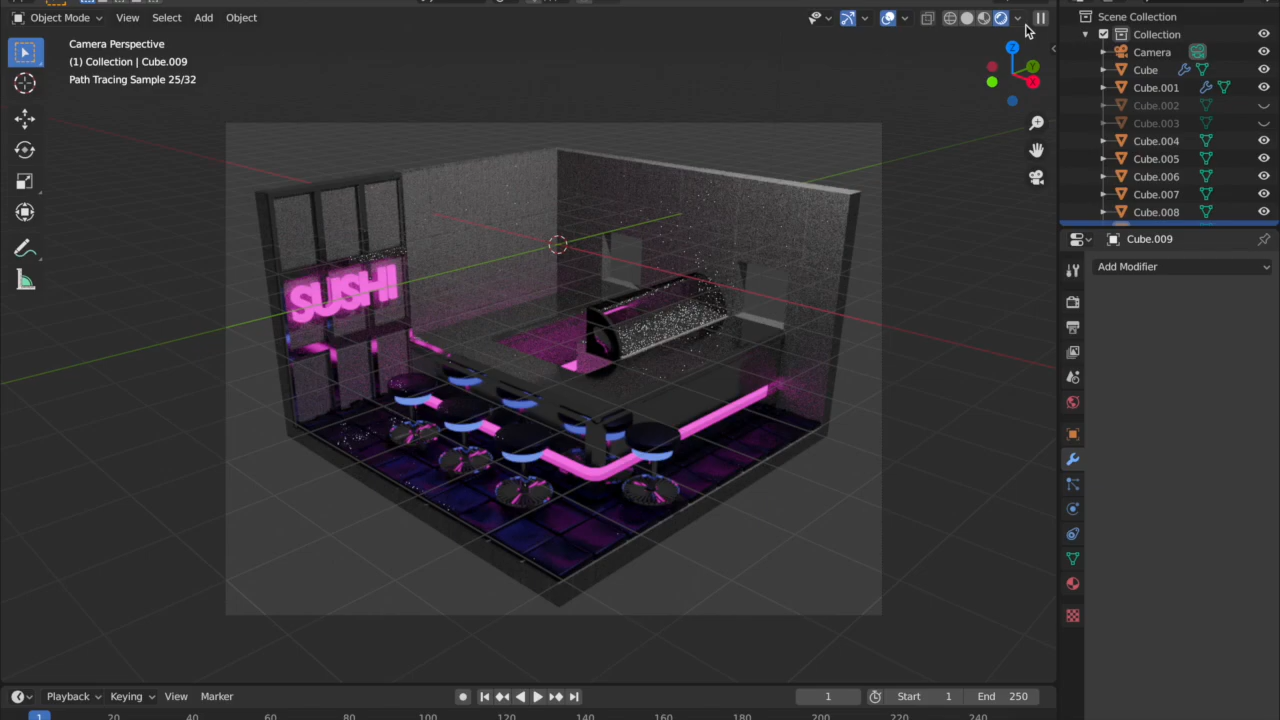 Object Mode View Select Add Object
Camera Perspective
(1) Collection | Cube.009
Path Tracing Sample 25/32
Z
Y
X
SUSHI
Scene Collection
Collection
Camera
Cube
Cube.001
Cube.002
Cube.003
Cube.004
Cube.005
Cube.006
Cube.007
Cube.008
Cube.009
Add Modifier
Playback Keying View Marker
1 Start 1 End 250
1 20 40 60 80 100 120 140 160 180 200 220 240